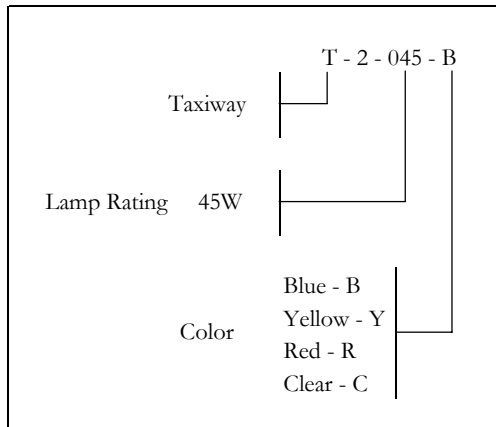 T - 2 - 045 - B
Taxiway
Lamp Rating 45W
Blue - B
Yellow - Y
Color
Red - R
Clear - C